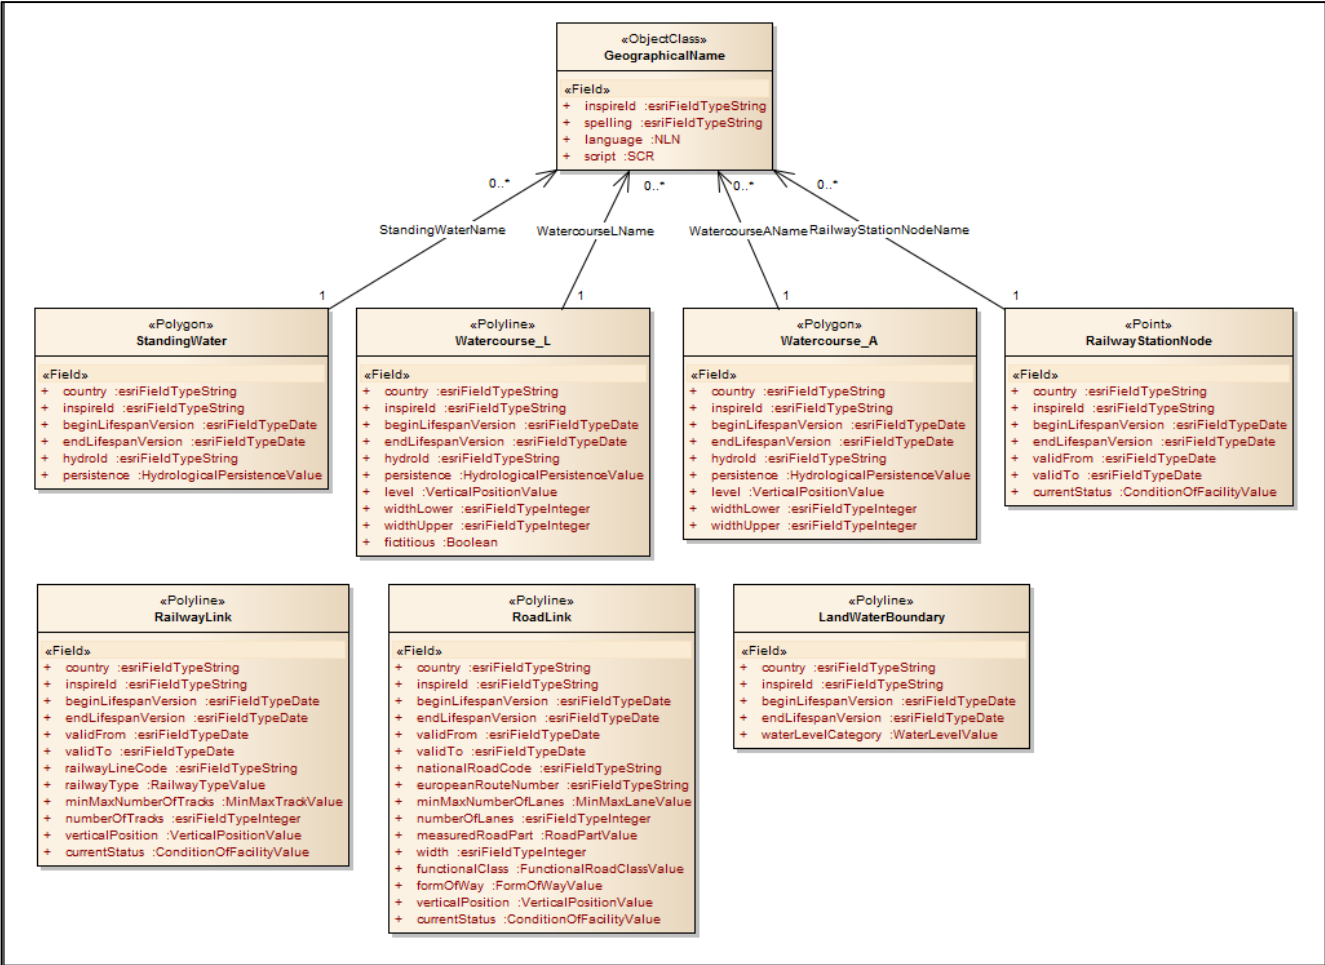 «ObjectClass»
GeographicalName
«Field»
+ inspireId :esriFieldTypeString
+ spelling :esriFieldTypeString
+ language :NLN
+ script :SCR
0..* 0..* 0..* 0..*
StandingWaterName WatercourseLName WatercourseAName RailwayStationNodeName
1 1 1 1
«Polygon»
StandingWater
«Field»
+ country :esriFieldTypeString
+ inspireId :esriFieldTypeString
+ beginLifespanVersion :esriFieldTypeDate
+ endLifespanVersion :esriFieldTypeDate
+ hydroId :esriFieldTypeString
+ persistence :HydrologicalPersistenceValue
«Polyline»
Watercourse_L
«Field»
+ country :esriFieldTypeString
+ inspireId :esriFieldTypeString
+ beginLifespanVersion :esriFieldTypeDate
+ endLifespanVersion :esriFieldTypeDate
+ hydroId :esriFieldTypeString
+ persistence :HydrologicalPersistenceValue
+ level :VerticalPositionValue
+ widthLower :esriFieldTypeInteger
+ widthUpper :esriFieldTypeInteger
+ fictitious :Boolean
«Polygon»
Watercourse_A
«Field»
+ country :esriFieldTypeString
+ inspireId :esriFieldTypeString
+ beginLifespanVersion :esriFieldTypeDate
+ endLifespanVersion :esriFieldTypeDate
+ hydroId :esriFieldTypeString
+ persistence :HydrologicalPersistenceValue
+ level :VerticalPositionValue
+ widthLower :esriFieldTypeInteger
+ widthUpper :esriFieldTypeInteger
«Point»
RailwayStationNode
«Field»
+ country :esriFieldTypeString
+ inspireId :esriFieldTypeString
+ beginLifespanVersion :esriFieldTypeDate
+ endLifespanVersion :esriFieldTypeDate
+ validFrom :esriFieldTypeDate
+ validTo :esriFieldTypeDate
+ currentStatus :ConditionOfFacilityValue
«Polyline»
RailwayLink
«Field»
+ country :esriFieldTypeString
+ inspireId :esriFieldTypeString
+ beginLifespanVersion :esriFieldTypeDate
+ endLifespanVersion :esriFieldTypeDate
+ validFrom :esriFieldTypeDate
+ validTo :esriFieldTypeDate
+ railwayLineCode :esriFieldTypeString
+ railwayType :RailwayTypeValue
+ minMaxNumberOfTracks :MinMaxTrackValue
+ numberOfTracks :esriFieldTypeInteger
+ verticalPosition :VerticalPositionValue
+ currentStatus :ConditionOfFacilityValue
«Polyline»
RoadLink
«Field»
+ country :esriFieldTypeString
+ inspireId :esriFieldTypeString
+ beginLifespanVersion :esriFieldTypeDate
+ endLifespanVersion :esriFieldTypeDate
+ validFrom :esriFieldTypeDate
+ validTo :esriFieldTypeDate
+ nationalRoadCode :esriFieldTypeString
+ europeanRouteNumber :esriFieldTypeString
+ minMaxNumberOfLanes :MinMaxLaneValue
+ numberOfLanes :esriFieldTypeInteger
+ measuredRoadPart :RoadPartValue
+ width :esriFieldTypeInteger
+ functionalClass :FunctionalRoadClassValue
+ formOfWay :FormOfWayValue
+ verticalPosition :VerticalPositionValue
+ currentStatus :ConditionOfFacilityValue
«Polyline»
LandWaterBoundary
«Field»
+ country :esriFieldTypeString
+ inspireId :esriFieldTypeString
+ beginLifespanVersion :esriFieldTypeDate
+ endLifespanVersion :esriFieldTypeDate
+ waterLevelCategory :WaterLevelValue